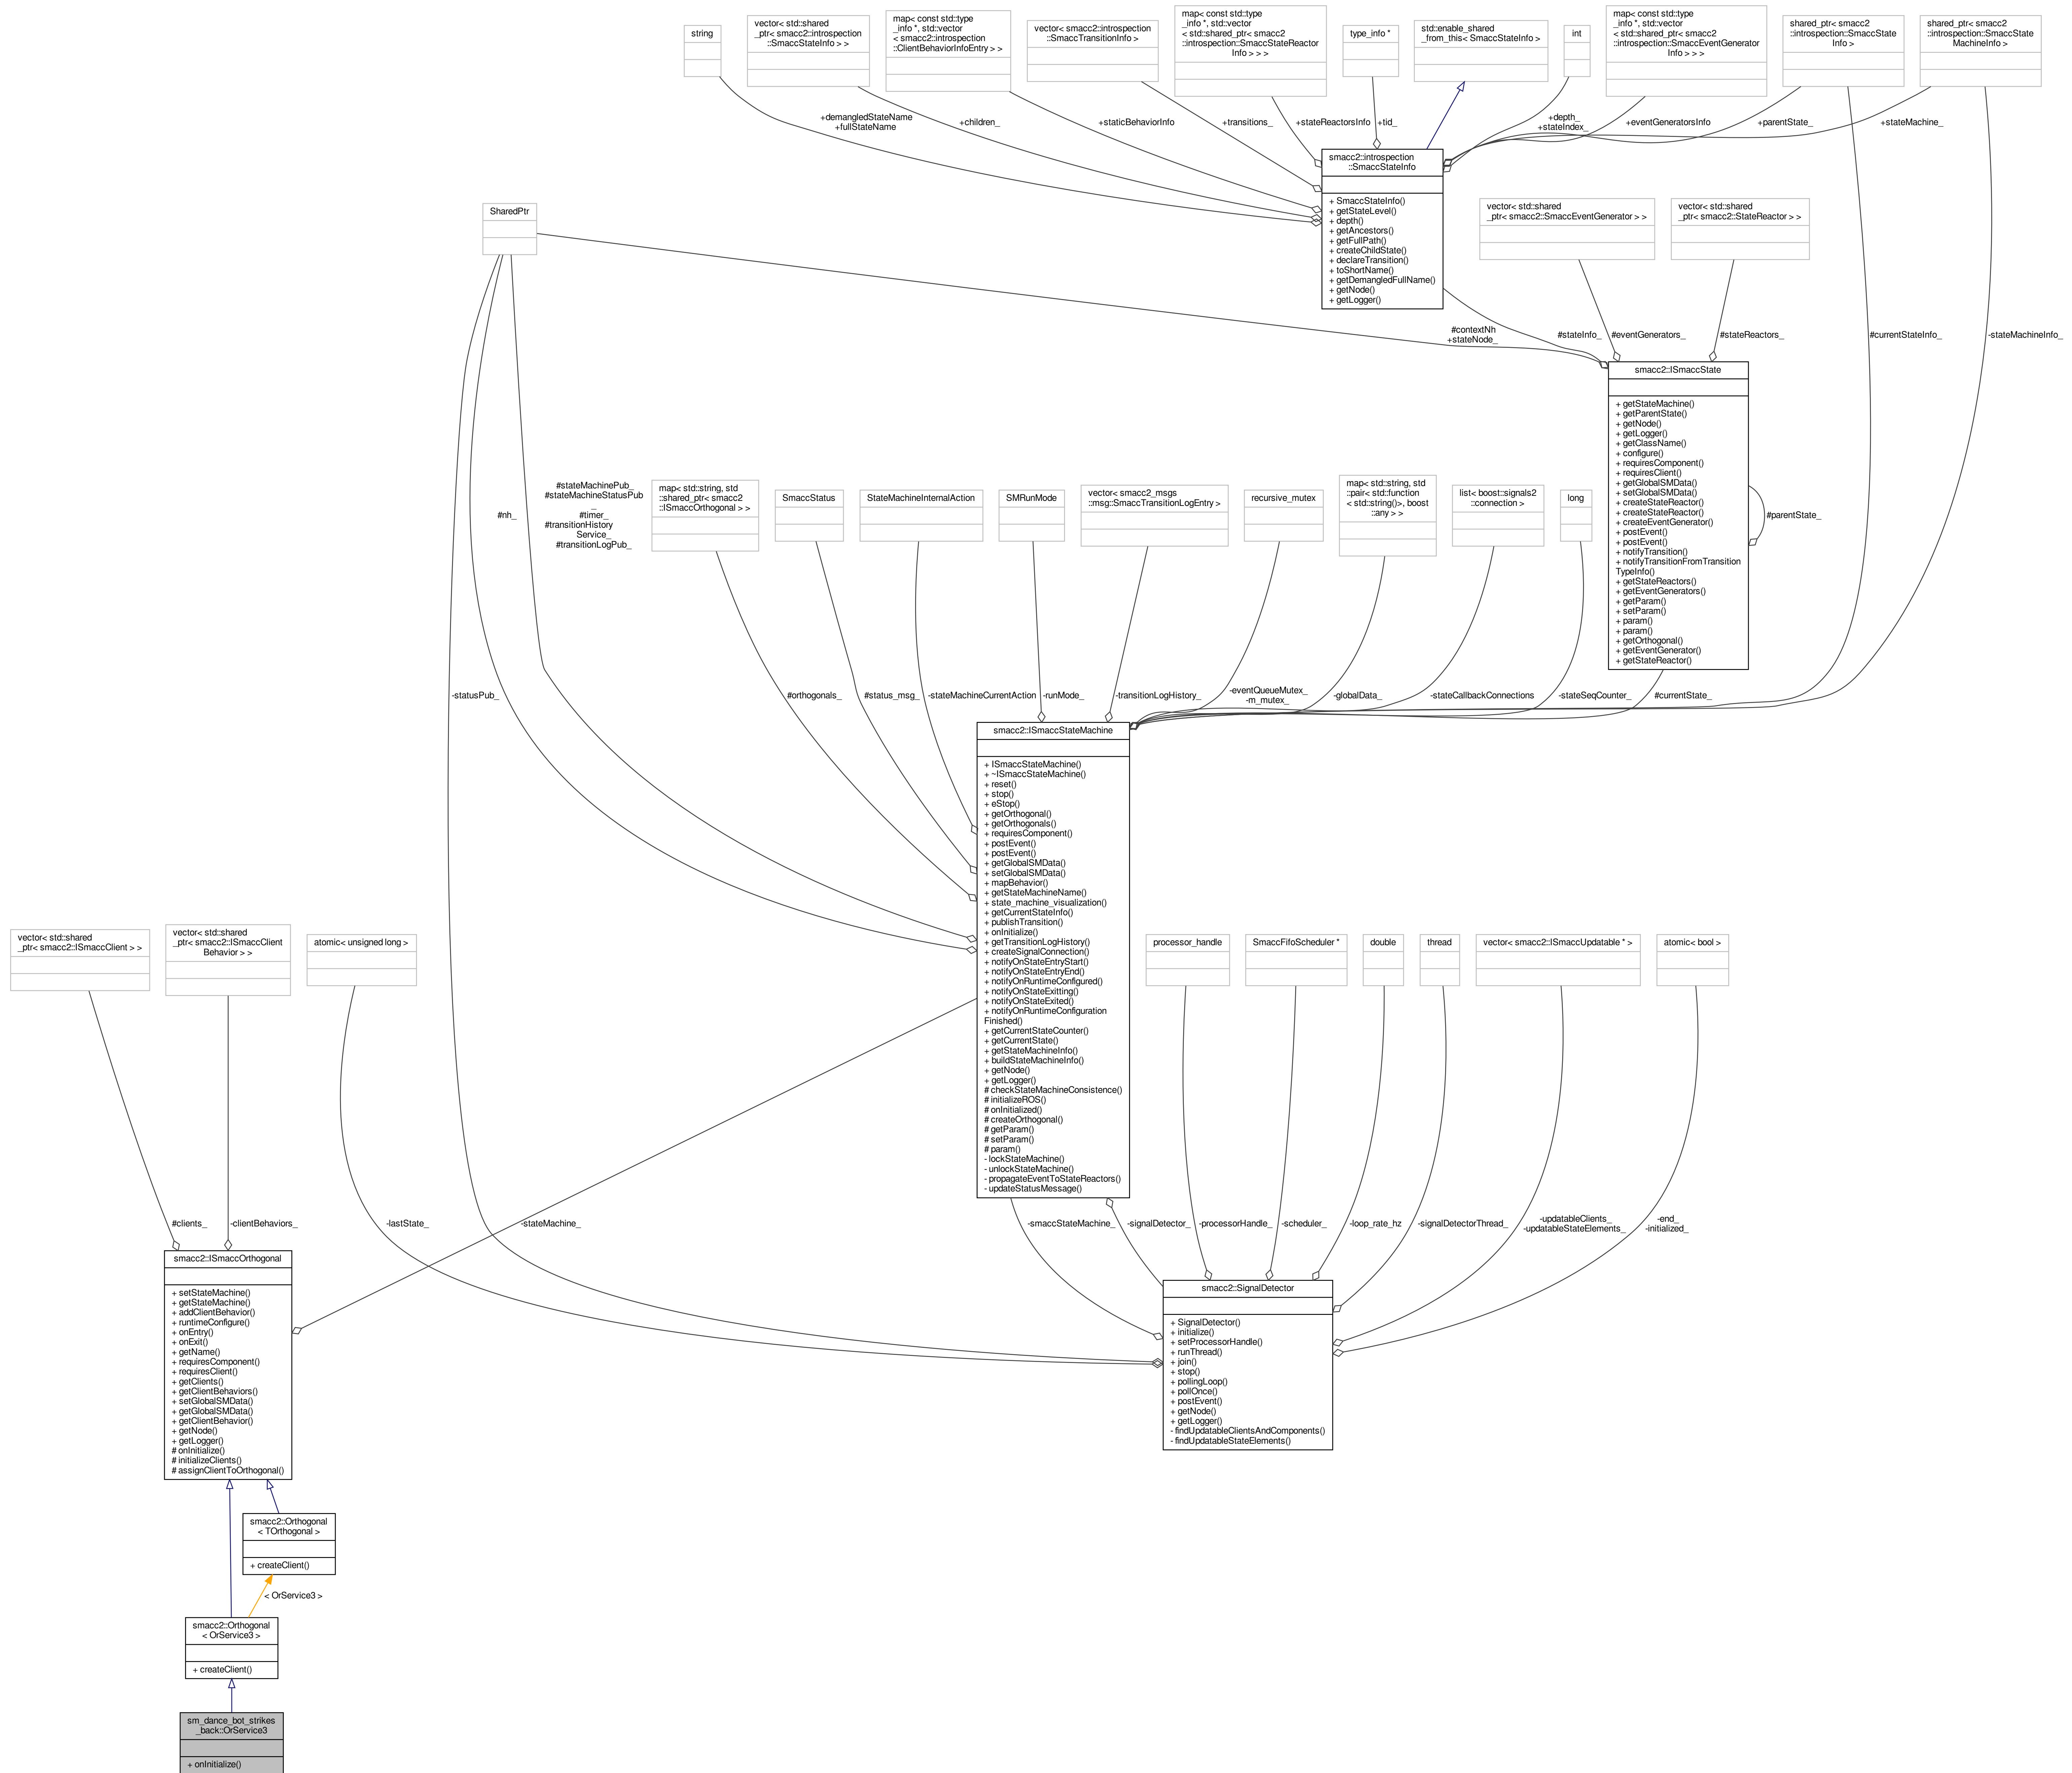 string
vector< std::shared
_ptr< smacc2::introspection
::SmaccStateInfo > >
map< const std::type
_info *, std::vector
< smacc2::introspection
::ClientBehaviorInfoEntry > >
vector< smacc2::introspection
::SmaccTransitionInfo >
map< const std::type
_info *, std::vector
< std::shared_ptr< smacc2
::introspection::SmaccStateReactor
Info > > >
type_info *
std::enable_shared
_from_this< SmaccStateInfo >
int
map< const std::type
_info *, std::vector
< std::shared_ptr< smacc2
::introspection::SmaccEventGenerator
Info > > >
shared_ptr< smacc2
::introspection::SmaccState
Info >
shared_ptr< smacc2
::introspection::SmaccState
MachineInfo >
+demangledStateName
+fullStateName
+children_
+staticBehaviorInfo
+transitions_
+stateReactorsInfo
+tid_
+depth_
+stateIndex_
+eventGeneratorsInfo
+parentState_
+stateMachine_
smacc2::introspection
::SmaccStateInfo
+ SmaccStateInfo()
+ getStateLevel()
+ depth()
+ getAncestors()
+ getFullPath()
+ createChildState()
+ declareTransition()
+ toShortName()
+ getDemangledFullName()
+ getNode()
+ getLogger()
SharedPtr
vector< std::shared
_ptr< smacc2::SmaccEventGenerator > >
vector< std::shared
_ptr< smacc2::StateReactor > >
#contextNh
+stateNode_
#stateInfo_
#eventGenerators_
#stateReactors_
#currentStateInfo_
-stateMachineInfo_
smacc2::ISmaccState
+ getStateMachine()
+ getParentState()
+ getNode()
+ getLogger()
+ getClassName()
+ configure()
+ requiresComponent()
+ requiresClient()
+ getGlobalSMData()
+ setGlobalSMData()
+ createStateReactor()
+ createStateReactor()
+ createEventGenerator()
+ postEvent()
+ postEvent()
+ notifyTransition()
+ notifyTransitionFromTransition
TypeInfo()
+ getStateReactors()
+ getEventGenerators()
+ getParam()
+ setParam()
+ param()
+ param()
+ getOrthogonal()
+ getEventGenerator()
+ getStateReactor()
#parentState_
#nh_
#stateMachinePub_
#stateMachineStatusPub
_
#timer_
#transitionHistory
Service_
#transitionLogPub_
map< std::string, std
::shared_ptr< smacc2
::ISmaccOrthogonal > >
SmaccStatus
StateMachineInternalAction
SMRunMode
vector< smacc2_msgs
::msg::SmaccTransitionLogEntry >
recursive_mutex
map< std::string, std
::pair< std::function
< std::string()>, boost
::any > >
list< boost::signals2
::connection >
long
-statusPub_
#orthogonals_
#status_msg_
-stateMachineCurrentAction
-runMode_
-transitionLogHistory_
-eventQueueMutex_
-m_mutex_
-globalData_
-stateCallbackConnections
-stateSeqCounter_
#currentState_
smacc2::ISmaccStateMachine
+ ISmaccStateMachine()
+ ~ISmaccStateMachine()
+ reset()
+ stop()
+ eStop()
+ getOrthogonal()
+ getOrthogonals()
+ requiresComponent()
+ postEvent()
+ postEvent()
+ getGlobalSMData()
+ setGlobalSMData()
+ mapBehavior()
+ getStateMachineName()
+ state_machine_visualization()
+ getCurrentStateInfo()
+ publishTransition()
+ onInitialize()
+ getTransitionLogHistory()
+ createSignalConnection()
+ notifyOnStateEntryStart()
+ notifyOnStateEntryEnd()
+ notifyOnRuntimeConfigured()
+ notifyOnStateExitting()
+ notifyOnStateExited()
+ notifyOnRuntimeConfiguration
Finished()
+ getCurrentStateCounter()
+ getCurrentState()
+ getStateMachineInfo()
+ buildStateMachineInfo()
+ getNode()
+ getLogger()
# checkStateMachineConsistence()
# initializeROS()
# onInitialized()
# createOrthogonal()
# getParam()
# setParam()
# param()
- lockStateMachine()
- unlockStateMachine()
- propagateEventToStateReactors()
- updateStatusMessage()
vector< std::shared
_ptr< smacc2::ISmaccClient > >
vector< std::shared
_ptr< smacc2::ISmaccClient
Behavior > >
atomic< unsigned long >
processor_handle
SmaccFifoScheduler *
double
thread
vector< smacc2::ISmaccUpdatable * >
atomic< bool >
#clients_
-clientBehaviors_
-lastState_
-stateMachine_
-smaccStateMachine_
-signalDetector_
-processorHandle_
-scheduler_
-loop_rate_hz
-signalDetectorThread_
-updatableClients_
-updatableStateElements_
-end_
-initialized_
smacc2::ISmaccOrthogonal
+ setStateMachine()
+ getStateMachine()
+ addClientBehavior()
+ runtimeConfigure()
+ onEntry()
+ onExit()
+ getName()
+ requiresComponent()
+ requiresClient()
+ getClients()
+ getClientBehaviors()
+ setGlobalSMData()
+ getGlobalSMData()
+ getClientBehavior()
+ getNode()
+ getLogger()
# onInitialize()
# initializeClients()
# assignClientToOrthogonal()
smacc2::SignalDetector
+ SignalDetector()
+ initialize()
+ setProcessorHandle()
+ runThread()
+ join()
+ stop()
+ pollingLoop()
+ pollOnce()
+ postEvent()
+ getNode()
+ getLogger()
- findUpdatableClientsAndComponents()
- findUpdatableStateElements()
smacc2::Orthogonal
< TOrthogonal >
+ createClient()
< OrService3 >
smacc2::Orthogonal
< OrService3 >
+ createClient()
sm_dance_bot_strikes
_back::OrService3
+ onInitialize()